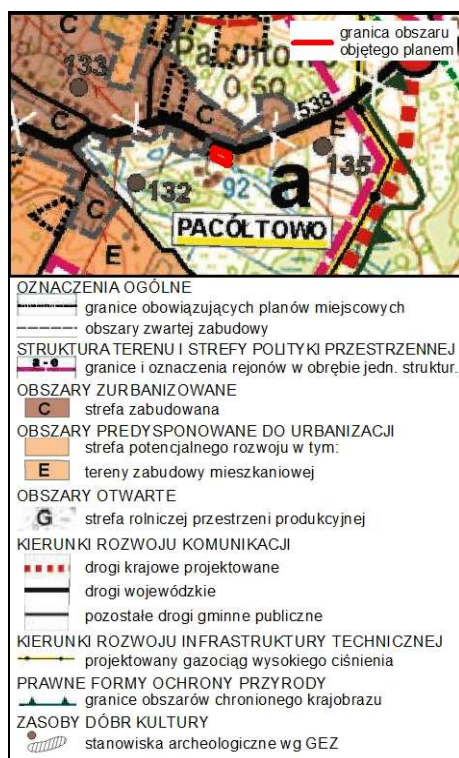 granica obszaru
objętego planem
C
133
0,50
538
C
C
E
135
132
92
a
C
PACÓŁTOWO
E
OZNACZENIA OGÓLNE
granice obowiązujących planów miejscowych
obszary zwartej zabudowy
STRUKTURA TERENU I STREFY POLITYKI PRZESTRZENNEJ
a - e granice i oznaczenia rejonów w obrębie jedn. struktur.
OBSZARY ZURBANIZOWANE
C strefa zabudowana
OBSZARY PREDYSPONOWANE DO URBANIZACJI
strefa potencjalnego rozwoju w tym:
E tereny zabudowy mieszkaniowej
OBSZARY OTWARTE
G strefa rolniczej przestrzeni produkcyjnej
KIERUNKI ROZWOJU KOMUNIKACJI
drogi krajowe projektowane
drogi wojewódzkie
pozostałe drogi gminne publiczne
KIERUNKI ROZWOJU INFRASTRUKTURY TECHNICZNEJ
projektowany gazociąg wysokiego ciśnienia
PRAWNE FORMY OCHRONY PRZYRODY
granice obszarów chronionego krajobrazu
ZASOBY DÓBR KULTURY
stanowiska archeologiczne wg GEZ